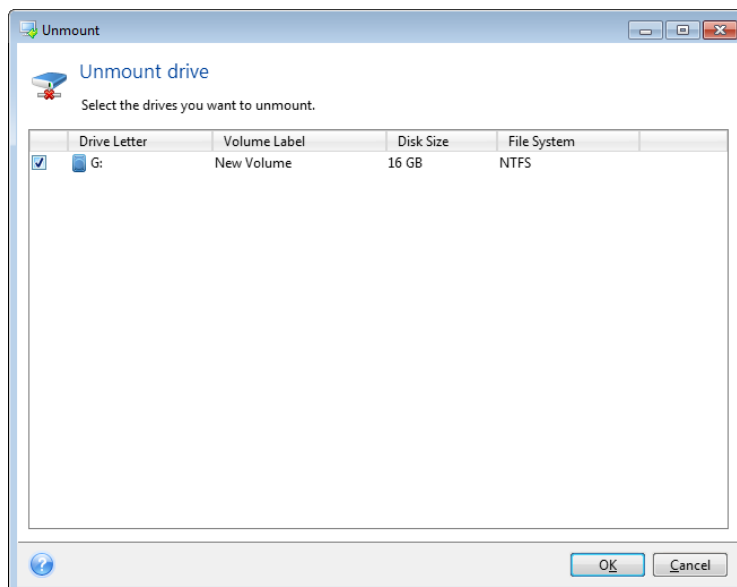 Unmount
Unmount drive
Select the drives you want to unmount.
Drive Letter Volume Label Disk Size File System
G: New Volume 16 GB NTFS
? OK Cancel